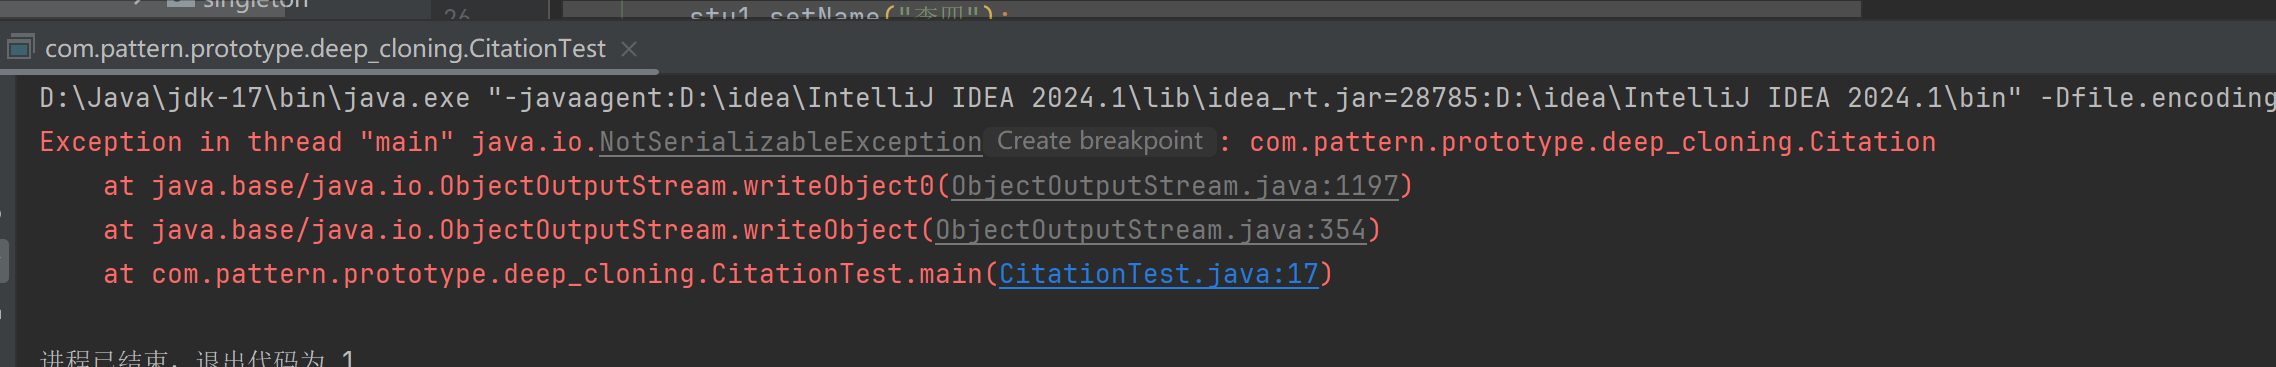 singleton
26 stu1.setName("李四");
com.pattern.prototype.deep_cloning.CitationTest ×
D:\Java\jdk-17\bin\java.exe "-javaagent:D:\idea\IntelliJ IDEA 2024.1\lib\idea_rt.jar=28785:D:\idea\IntelliJ IDEA 2024.1\bin" -Dfile.encoding
Exception in thread "main" java.io.NotSerializableException Create breakpoint : com.pattern.prototype.deep_cloning.Citation
at java.base/java.io.ObjectOutputStream.writeObject0(ObjectOutputStream.java:1197)
at java.base/java.io.ObjectOutputStream.writeObject(ObjectOutputStream.java:354)
at com.pattern.prototype.deep_cloning.CitationTest.main(CitationTest.java:17)
进程已结束，退出代码为 1